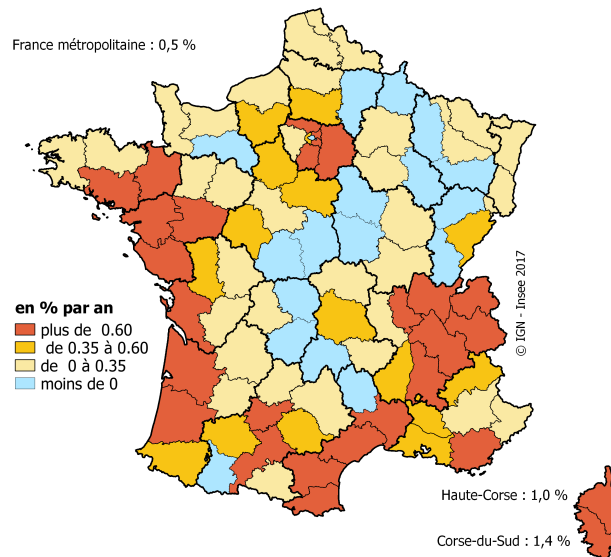 France métropolitaine : 0,5 %
© IGN - Insee 2017
en % par an
plus de 0.60
de 0.35 à 0.60
de 0 à 0.35
moins de 0
Haute-Corse : 1,0 %
Corse-du-Sud : 1,4 %